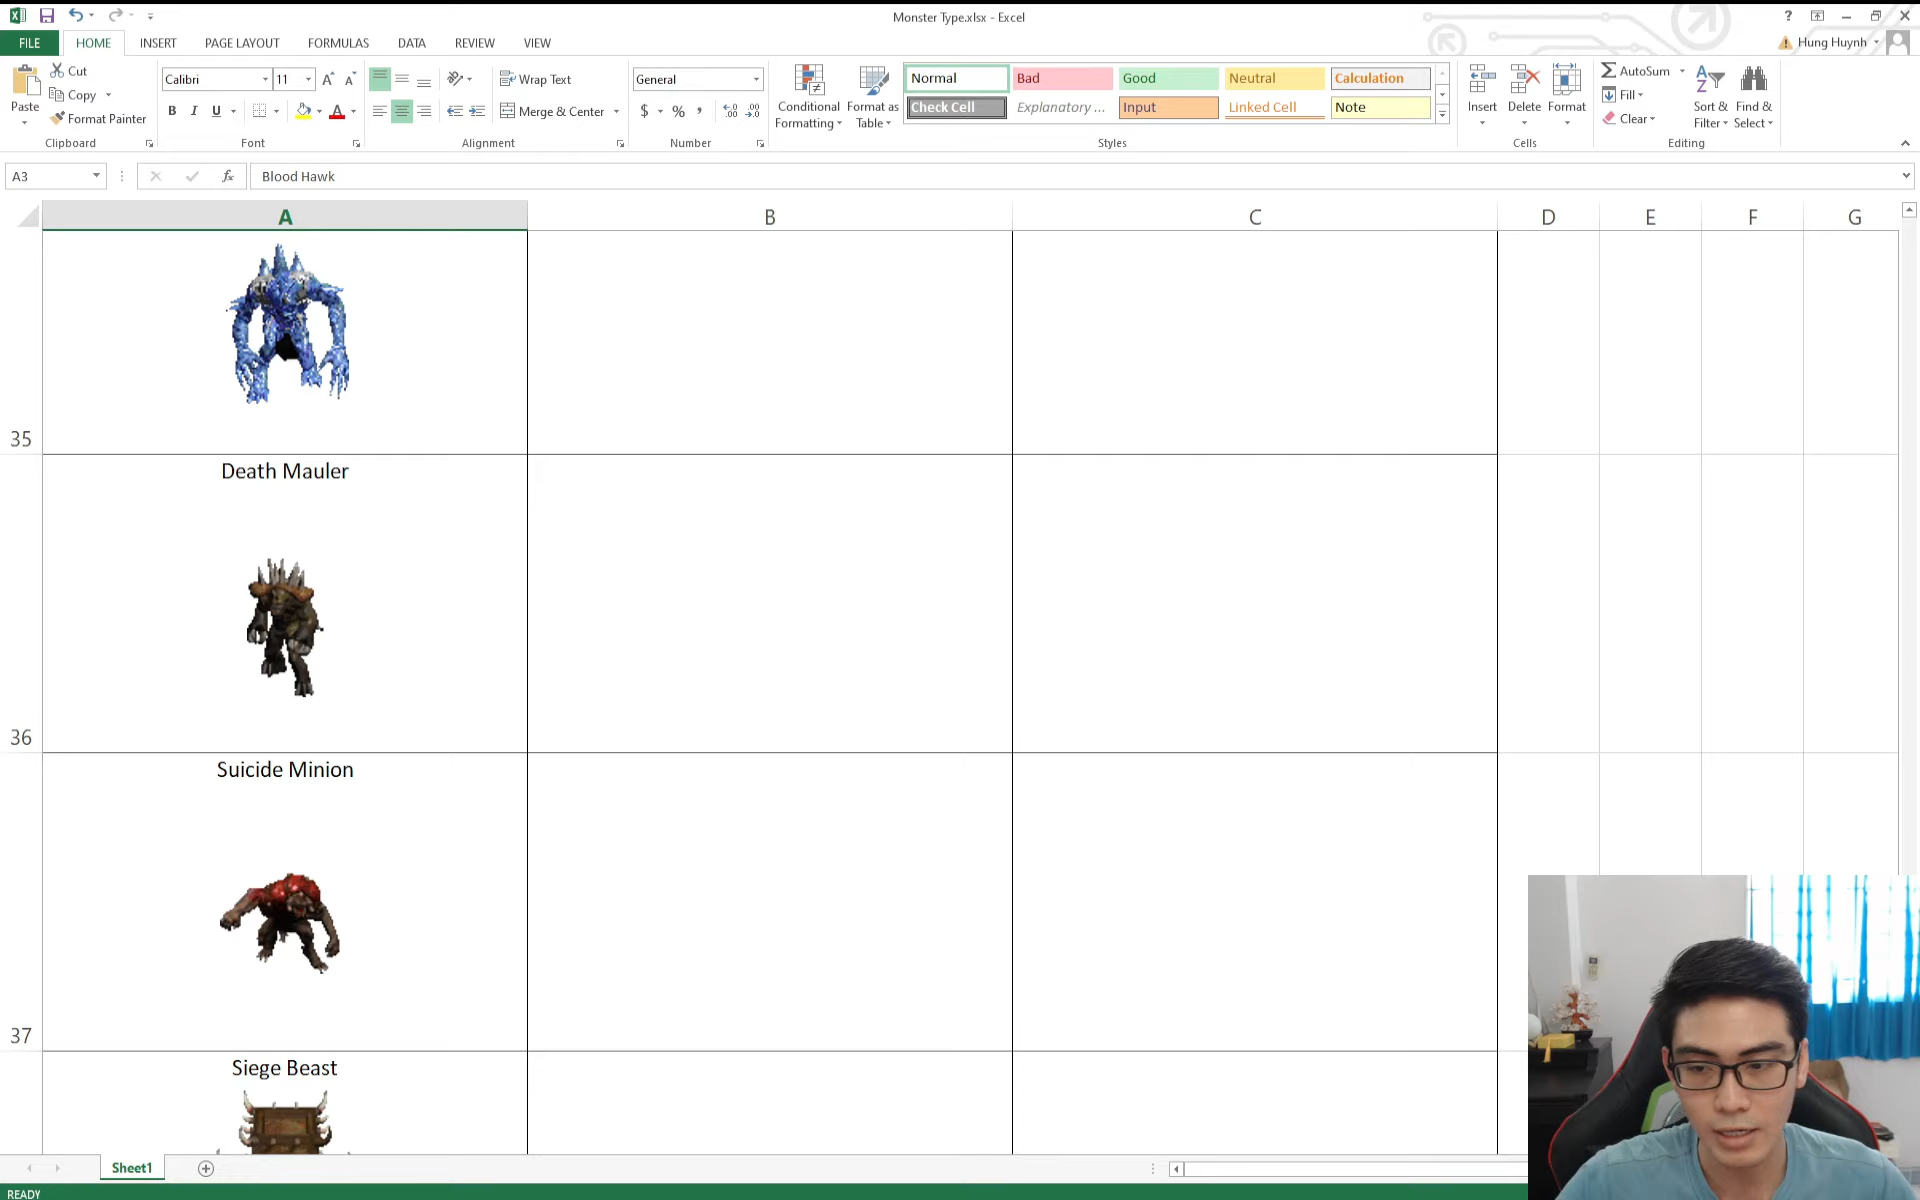 Monster Type.xlsx - Excel
?
FILE HOME INSERT PAGE LAYOUT FORMULAS DATA REVIEW VIEW
Hung Huynh
Paste
Cut
Copy
Format Painter
Clipboard
Calibri 11
B I U
Font
Wrap Text
Merge & Center
Alignment
General
$ % ,
Number
Conditional Formatting
Format as Table
Normal Bad Good Neutral Calculation
Check Cell Explanatory ... Input Linked Cell Note
Styles
Insert Delete Format
Cells
AutoSum
Fill
Clear
Sort & Filter
Find & Select
Editing
A3 fx Blood Hawk
A B C D E F G
35
Death Mauler
36
Suicide Minion
37
Siege Beast
Sheet1
READY